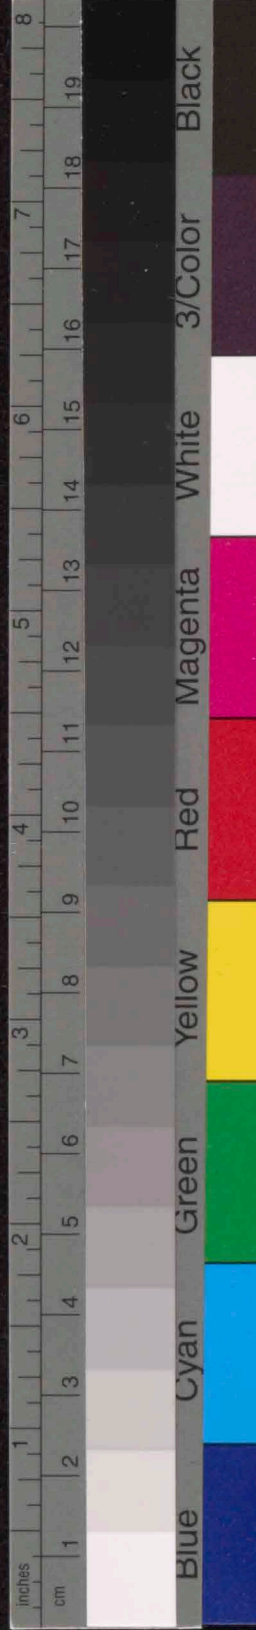 inches 1 2 3 4 5 6 7 8
cm 1 2 3 4 5 6 7 8 9 10 11 12 13 14 15 16 17 18 19
Blue Cyan Green Yellow Red Magenta White 3/Color Black